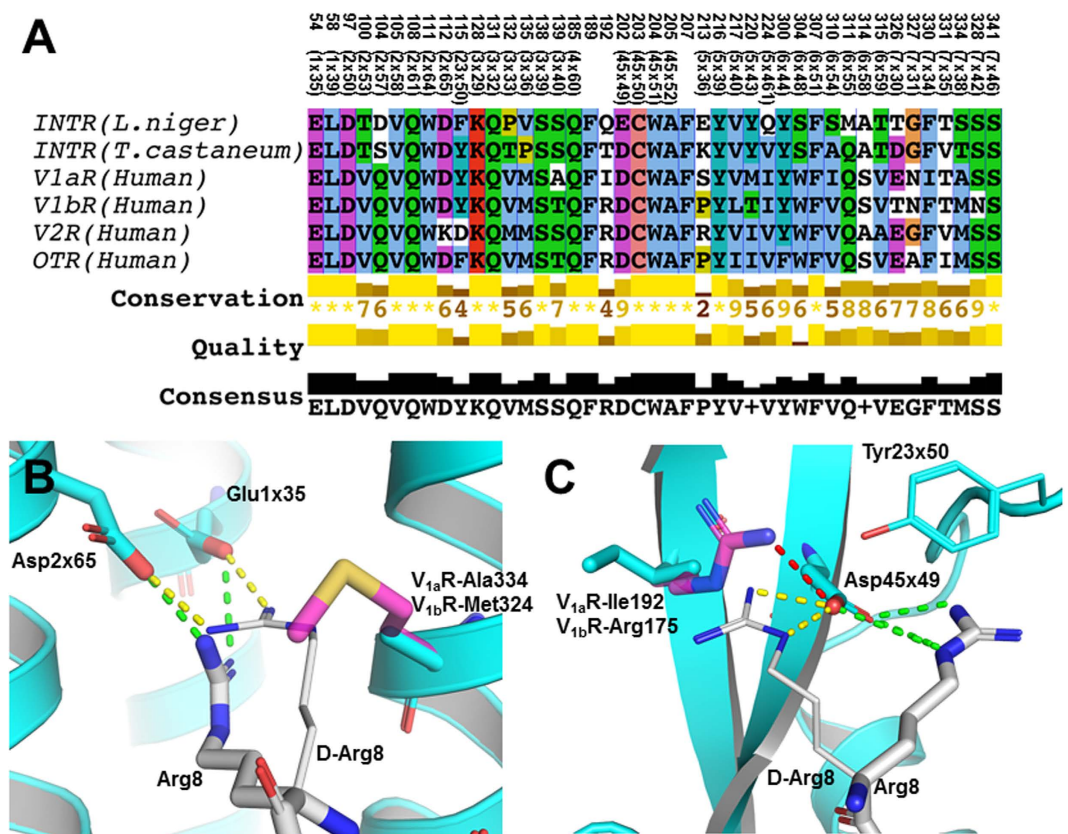 A
54 58 97 100 104 105 108 111 112 115 128 131 132 135 138 139 185 189 192 202 203 204 205 207 213 216 217 220 224 300 304 307 310 311 314 315 316 327 330 331 334 328 341
(1x35) (1x39) (2x50) (2x53) (2x57) (2x58) (2x61) (2x64) (2x65) (3x50) (3x29) (3x32) (3x33) (3x36) (3x39) (3x40) (4x60) (45x49) (45x50) (45x51) (45x52) (5x36) (5x39) (5x40) (5x43) (5x461) (6x44) (6x48) (6x51) (6x54) (6x55) (6x58) (6x59) (7x30) (7x31) (7x34) (7x35) (7x38) (7x42) (7x46)
INTR(L.niger) ELDTDVQWDFKQPVSSQFQECWAFEYVYQYSFSMATTGFTSSS
INTR(T.castaneum) ELDTSVQWDYKQTPSSQFTDCWAFKYVYVYSFAQATDGFVTSS
V1aR(Human) ELDVQVQWDYKQVMSAQFIDCWAFSYVMIYWFIQSVENITASS
V1bR(Human) ELDVQVQWDYKQVMSTQFRDCWAFPYLTIYWFVQSVTNFTMNS
V2R(Human) ELDVQVQWKDKQMMSSQFRDCWAFRYVIVYWFVQAAEGFVMSS
OTR(Human) ELDVQVQWDFKQVMSTQFRDCWAFPYIIVFWFVQSVEAFIMSS
Conservation ***76***64**56*7**49****2*95696*5886778669*
Quality
Consensus ELDVQVQWDYKQVMSSQFRDCWAFPYV+VYWFVQ+VEGFTMSS
B
Glu1x35
Asp2x65
V1aR-Ala334
V1bR-Met324
D-Arg8
Arg8
C
Tyr23x50
Asp45x49
V1aR-Ile192
V1bR-Arg175
D-Arg8
Arg8